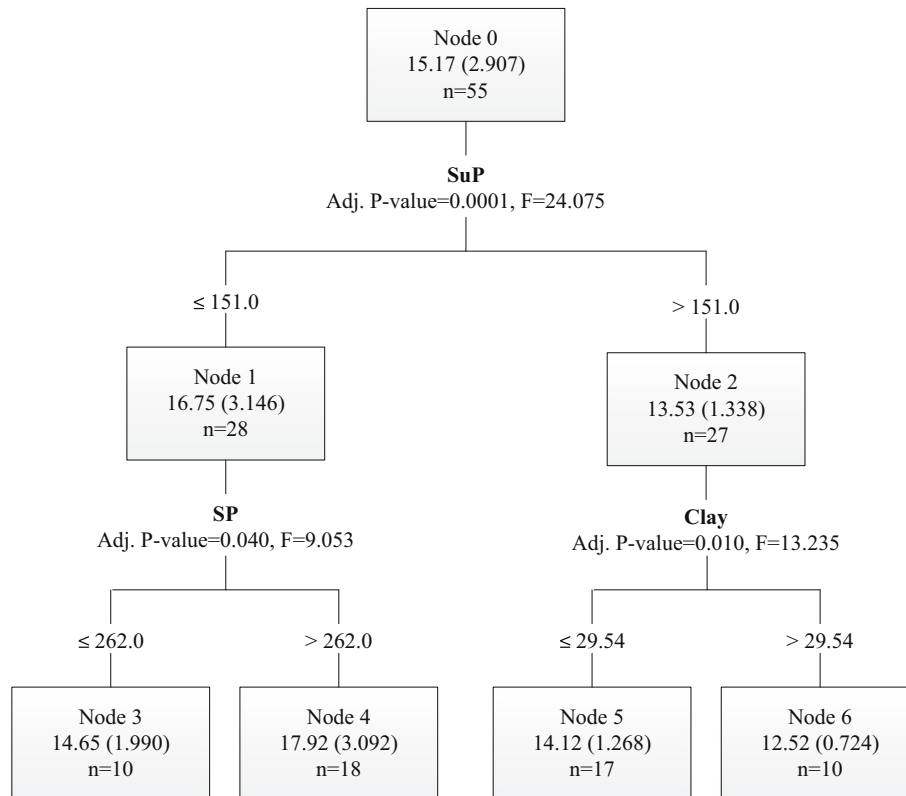 Node 0
15.17 (2.907)
n=55
SuP
Adj. P-value=0.0001, F=24.075
≤ 151.0
> 151.0
Node 1
16.75 (3.146)
n=28
Node 2
13.53 (1.338)
n=27
SP
Adj. P-value=0.040, F=9.053
Clay
Adj. P-value=0.010, F=13.235
≤ 262.0
> 262.0
≤ 29.54
> 29.54
Node 3
14.65 (1.990)
n=10
Node 4
17.92 (3.092)
n=18
Node 5
14.12 (1.268)
n=17
Node 6
12.52 (0.724)
n=10